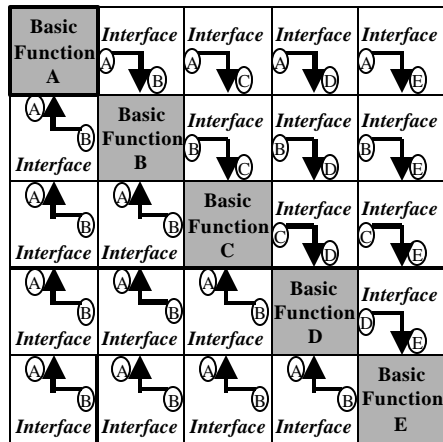 Basic
Function
A
Interface
A
B
Interface
A
C
Interface
A
D
Interface
A
E
A
B
Interface
Basic
Function
B
Interface
B
C
Interface
B
D
Interface
B
E
A
B
Interface
A
B
Interface
Basic
Function
C
Interface
C
D
Interface
C
E
A
B
Interface
A
B
Interface
A
B
Interface
Basic
Function
D
Interface
D
E
A
B
Interface
A
B
Interface
A
B
Interface
A
B
Interface
Basic
Function
E